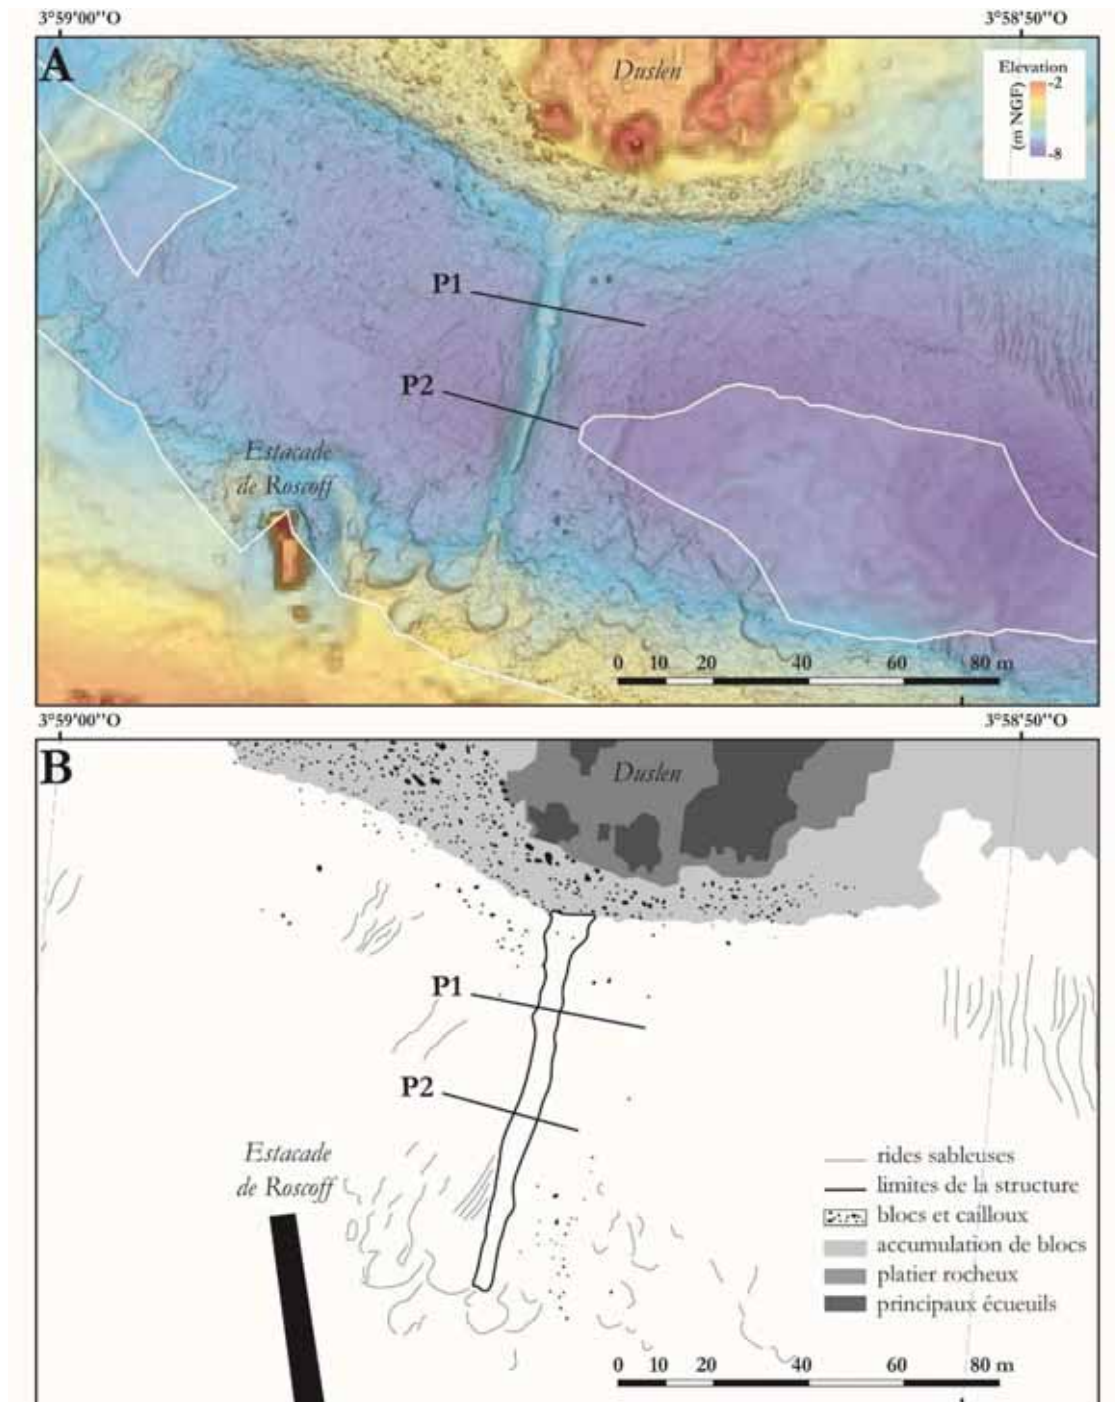 3°59'00''O 3°58'50''O
A
Duslen
Elevation
(m NGF)
-2
-8
P1
P2
Estacade
de Roscoff
0 10 20 40 60 80 m
3°59'00''O 3°58'50''O
B
Duslen
P1
P2
Estacade
de Roscoff
rides sableuses
limites de la structure
blocs et cailloux
accumulation de blocs
platier rocheux
principaux écueuils
0 10 20 40 60 80 m